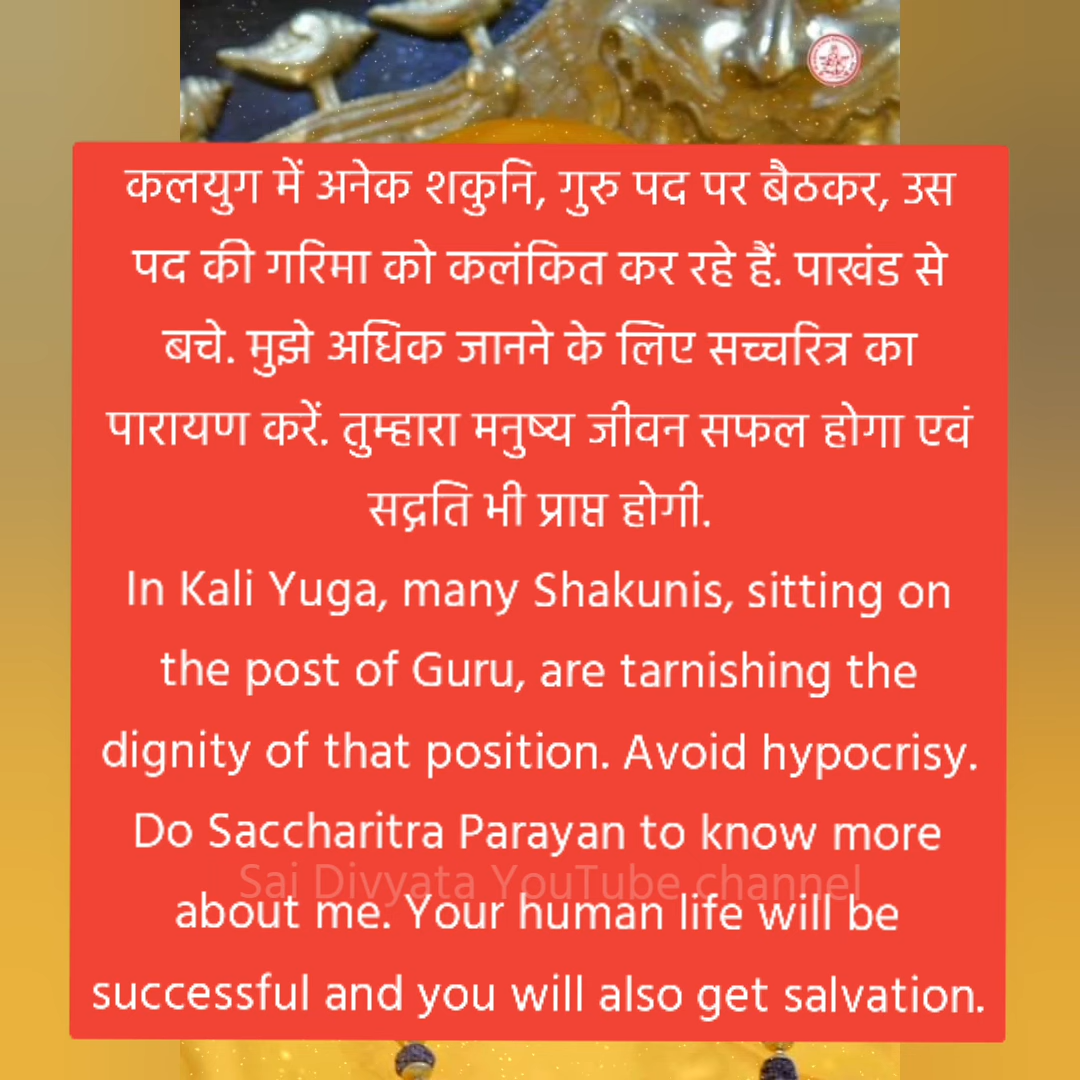 कलयुग में अनेक शकुनि, गुरु पद पर बैठकर, उस
पद की गरिमा को कलंकित कर रहे हैं. पाखंड से
बचे. मुझे अधिक जानने के लिए सच्चरित्र का
पारायण करें. तुम्हारा मनुष्य जीवन सफल होगा एवं
सद्गति भी प्राप्त होगी.
In Kali Yuga, many Shakunis, sitting on
the post of Guru, are tarnishing the
dignity of that position. Avoid hypocrisy.
Do Saccharitra Parayan to know more
Sai Divyata YouTube channel
about me. Your human life will be
successful and you will also get salvation.